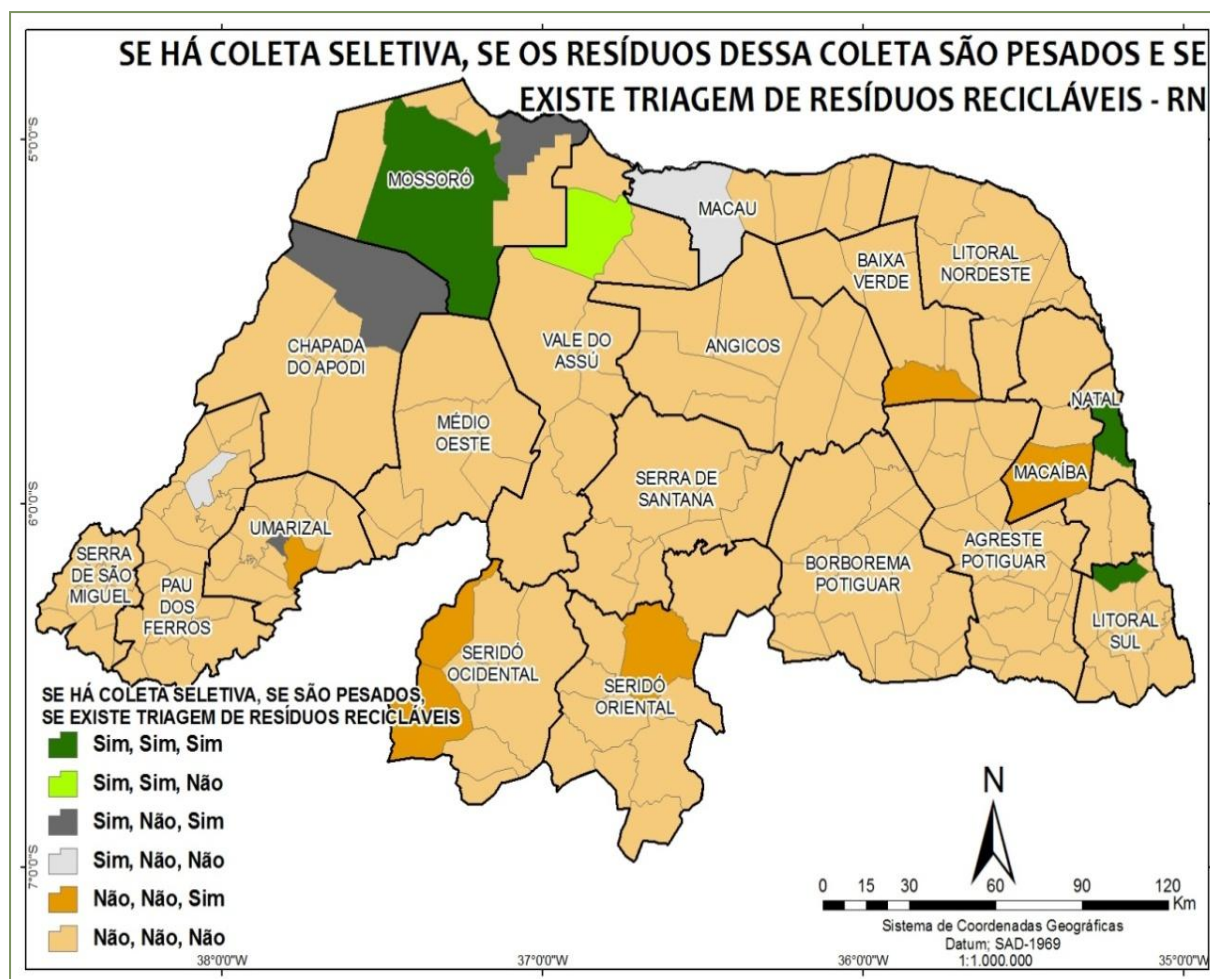 SE HÁ COLETA SELETIVA, SE OS RESÍDUOS DESSA COLETA SÃO PESADOS E SE
EXISTE TRIAGEM DE RESÍDUOS RECICLÁVEIS - RN
5°0'0"S
MOSSORÓ
MACAU
BAIXA
VERDE
LITORAL
NORDESTE
CHAPADA
DO APODI
VALE DO
ASSÚ
ANGICOS
NATAL
MÉDIO
OESTE
SERRA DE
SANTANA
MACAÍBA
6°0'0"S
UMARIZAL
SERRA
DE SÃO
MIGUEL
PAU
DOS
FERROS
BORBOREMA
POTIGUAR
AGRESTE
POTIGUAR
LITORAL
SUL
SERIDÓ
OCIDENTAL
SERIDÓ
ORIENTAL
SE HÁ COLETA SELETIVA, SE SÃO PESADOS,
SE EXISTE TRIAGEM DE RESÍDUOS RECICLÁVEIS
Sim, Sim, Sim
Sim, Sim, Não
Sim, Não, Sim
Sim, Não, Não
Não, Não, Sim
Não, Não, Não
7°0'0"S
N
0 15 30 60 90 120
Km
Sistema de Coordenadas Geográficas
Datum; SAD-1969
1:1.000.000
38°0'0"W 37°0'0"W 36°0'0"W 35°0'0"W